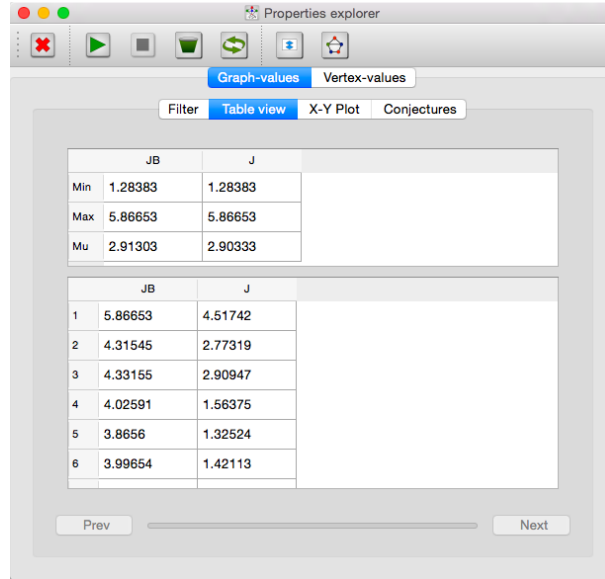 Properties explorer
Graph-values Vertex-values
Filter Table view X-Y Plot Conjectures
JB J
Min 1.28383 1.28383
Max 5.86653 5.86653
Mu 2.91303 2.90333
JB J
1 5.86653 4.51742
2 4.31545 2.77319
3 4.33155 2.90947
4 4.02591 1.56375
5 3.8656 1.32524
6 3.99654 1.42113
Prev Next